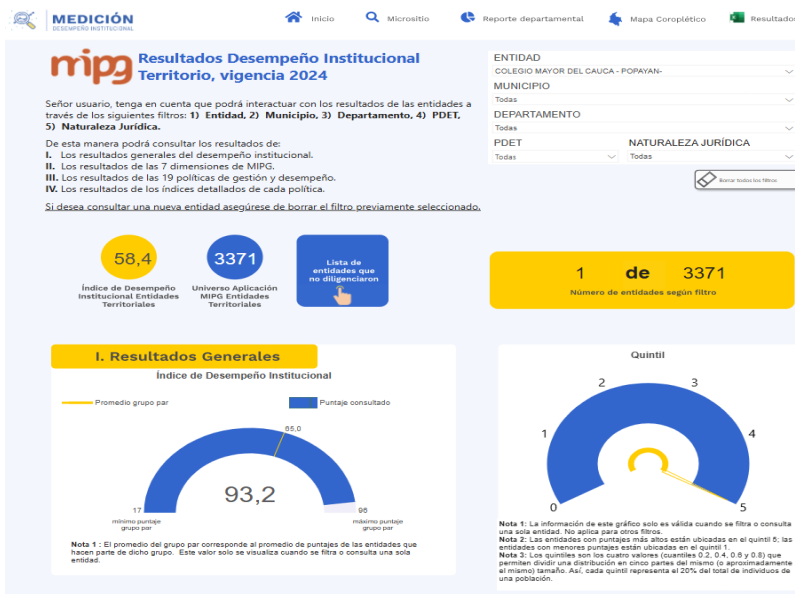 MEDICIÓN
DESEMPEÑO INSTITUCIONAL
Inicio
Micrositio
Reporte departamental
Mapa Coroplético
Resultados
mipg
Resultados Desempeño Institucional
Territorio, vigencia 2024
Señor usuario, tenga en cuenta que podrá interactuar con los resultados de las entidades a
través de los siguientes filtros: 1) Entidad, 2) Municipio, 3) Departamento, 4) PDET,
5) Naturaleza Jurídica.
De esta manera podrá consultar los resultados de:
I. Los resultados generales del desempeño institucional.
II. Los resultados de las 7 dimensiones de MIPG.
III. Los resultados de las 19 políticas de gestión y desempeño.
IV. Los resultados de los índices detallados de cada política.
Si desea consultar una nueva entidad asegúrese de borrar el filtro previamente seleccionado.
ENTIDAD
COLEGIO MAYOR DEL CAUCA - POPAYAN-
MUNICIPIO
Todas
DEPARTAMENTO
Todas
PDET
NATURALEZA JURÍDICA
Todas
Todas
Borrar todos los filtros
58,4
Índice de Desempeño
Institucional Entidades
Territoriales
3371
Universo Aplicación
MIPG Entidades
Territoriales
Lista de
entidades que
no diligenciaron
1 de 3371
Número de entidades según filtro
I. Resultados Generales
Índice de Desempeño Institucional
Promedio grupo par
Puntaje consultado
65,0
93,2
17
mínimo puntaje
grupo par
96
máximo puntaje
grupo par
Nota 1 : El promedio del grupo par corresponde al promedio de puntajes de las entidades que
hacen parte de dicho grupo. Este valor solo se visualiza cuando se filtra o consulta una sola
entidad.
Quintil
2
3
1
4
0
5
Nota 1: La información de este gráfico solo es válida cuando se filtra o consulta
una sola entidad. No aplica para otros filtros.
Nota 2: Las entidades con puntajes más altos están ubicadas en el quintil 5; las
entidades con menores puntajes están ubicadas en el quintil 1.
Nota 3: Los quintiles son los cuatro valores (cuantiles 0.2, 0.4, 0.6 y 0.8) que
permiten dividir una distribución en cinco partes del mismo (o aproximadamente
el mismo) tamaño. Así, cada quintil representa el 20% del total de individuos de
una población.